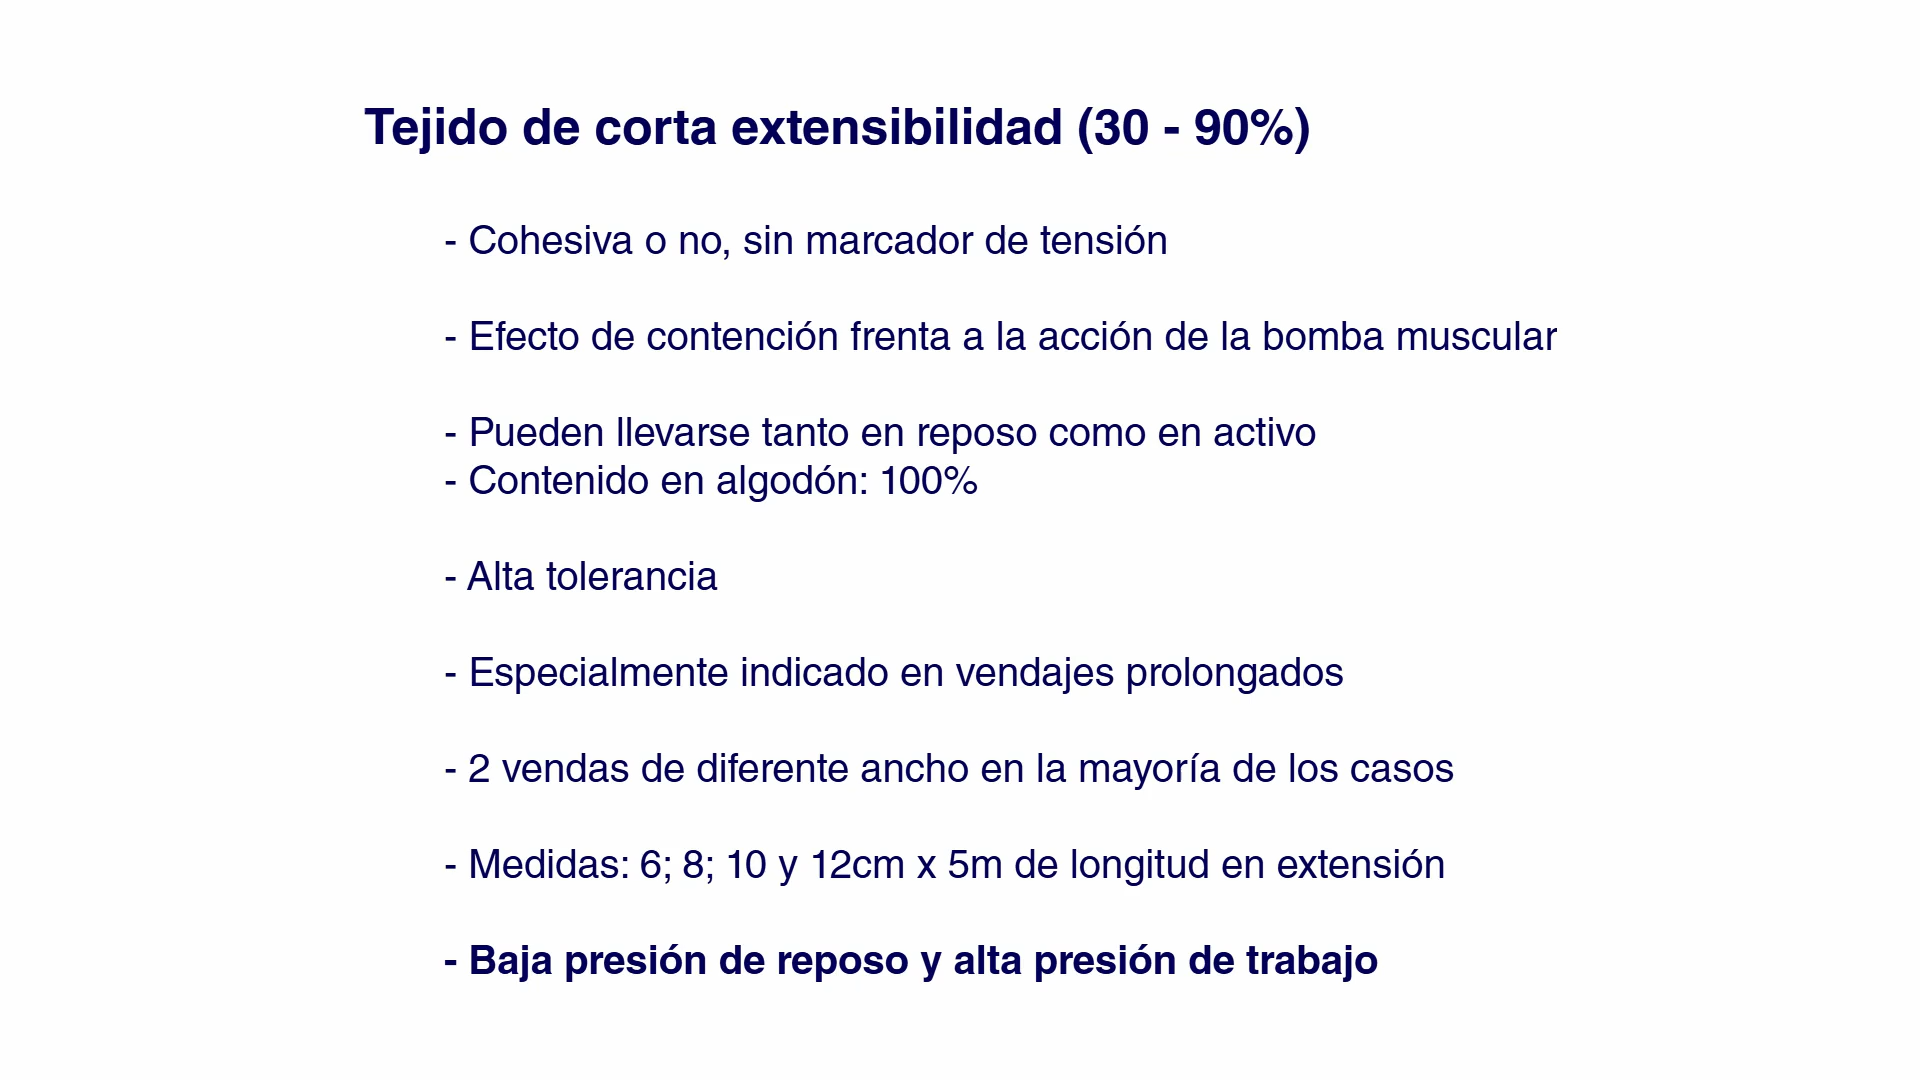 Tejido de corta extensibilidad (30 - 90%)
- Cohesiva o no, sin marcador de tensión
- Efecto de contención frenta a la acción de la bomba muscular
- Pueden llevarse tanto en reposo como en activo
- Contenido en algodón: 100%
- Alta tolerancia
- Especialmente indicado en vendajes prolongados
- 2 vendas de diferente ancho en la mayoría de los casos
- Medidas: 6; 8; 10 y 12cm x 5m de longitud en extensión
- Baja presión de reposo y alta presión de trabajo